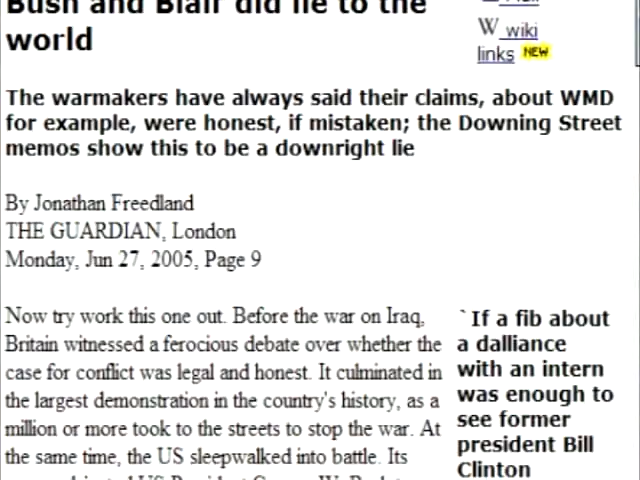 Bush and Blair did lie to the
world
W wiki
links NEW
The warmakers have always said their claims, about WMD
for example, were honest, if mistaken; the Downing Street
memos show this to be a downright lie
By Jonathan Freedland
THE GUARDIAN, London
Monday, Jun 27, 2005, Page 9
Now try work this one out. Before the war on Iraq,
Britain witnessed a ferocious debate over whether the
case for conflict was legal and honest. It culminated in
the largest demonstration in the country's history, as a
million or more took to the streets to stop the war. At
the same time, the US sleepwalked into battle. Its
`If a fib about
a dalliance
with an intern
was enough to
see former
president Bill
Clinton